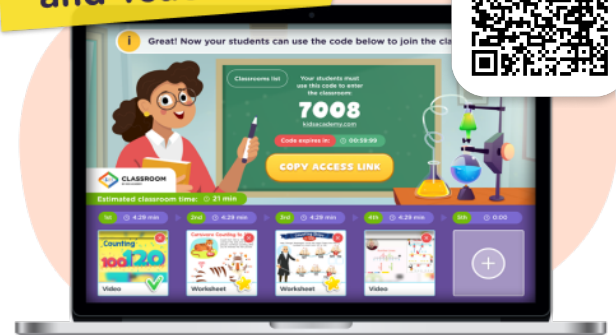 i Great! Now your students can use the code below to join the cla
Classrooms list
Your students must
use this code to enter
the classroom
7008
kidsacademy.com
Code expires in: 00:59:99
COPY ACCESS LINK
CLASSROOM
Estimated classroom time: 21 min
1st 4:29 min 2nd 4:29 min 3rd 4:29 min 4th 4:29 min 5th 0:00
Counting
100 120
Video
Worksheet
Worksheet
Video